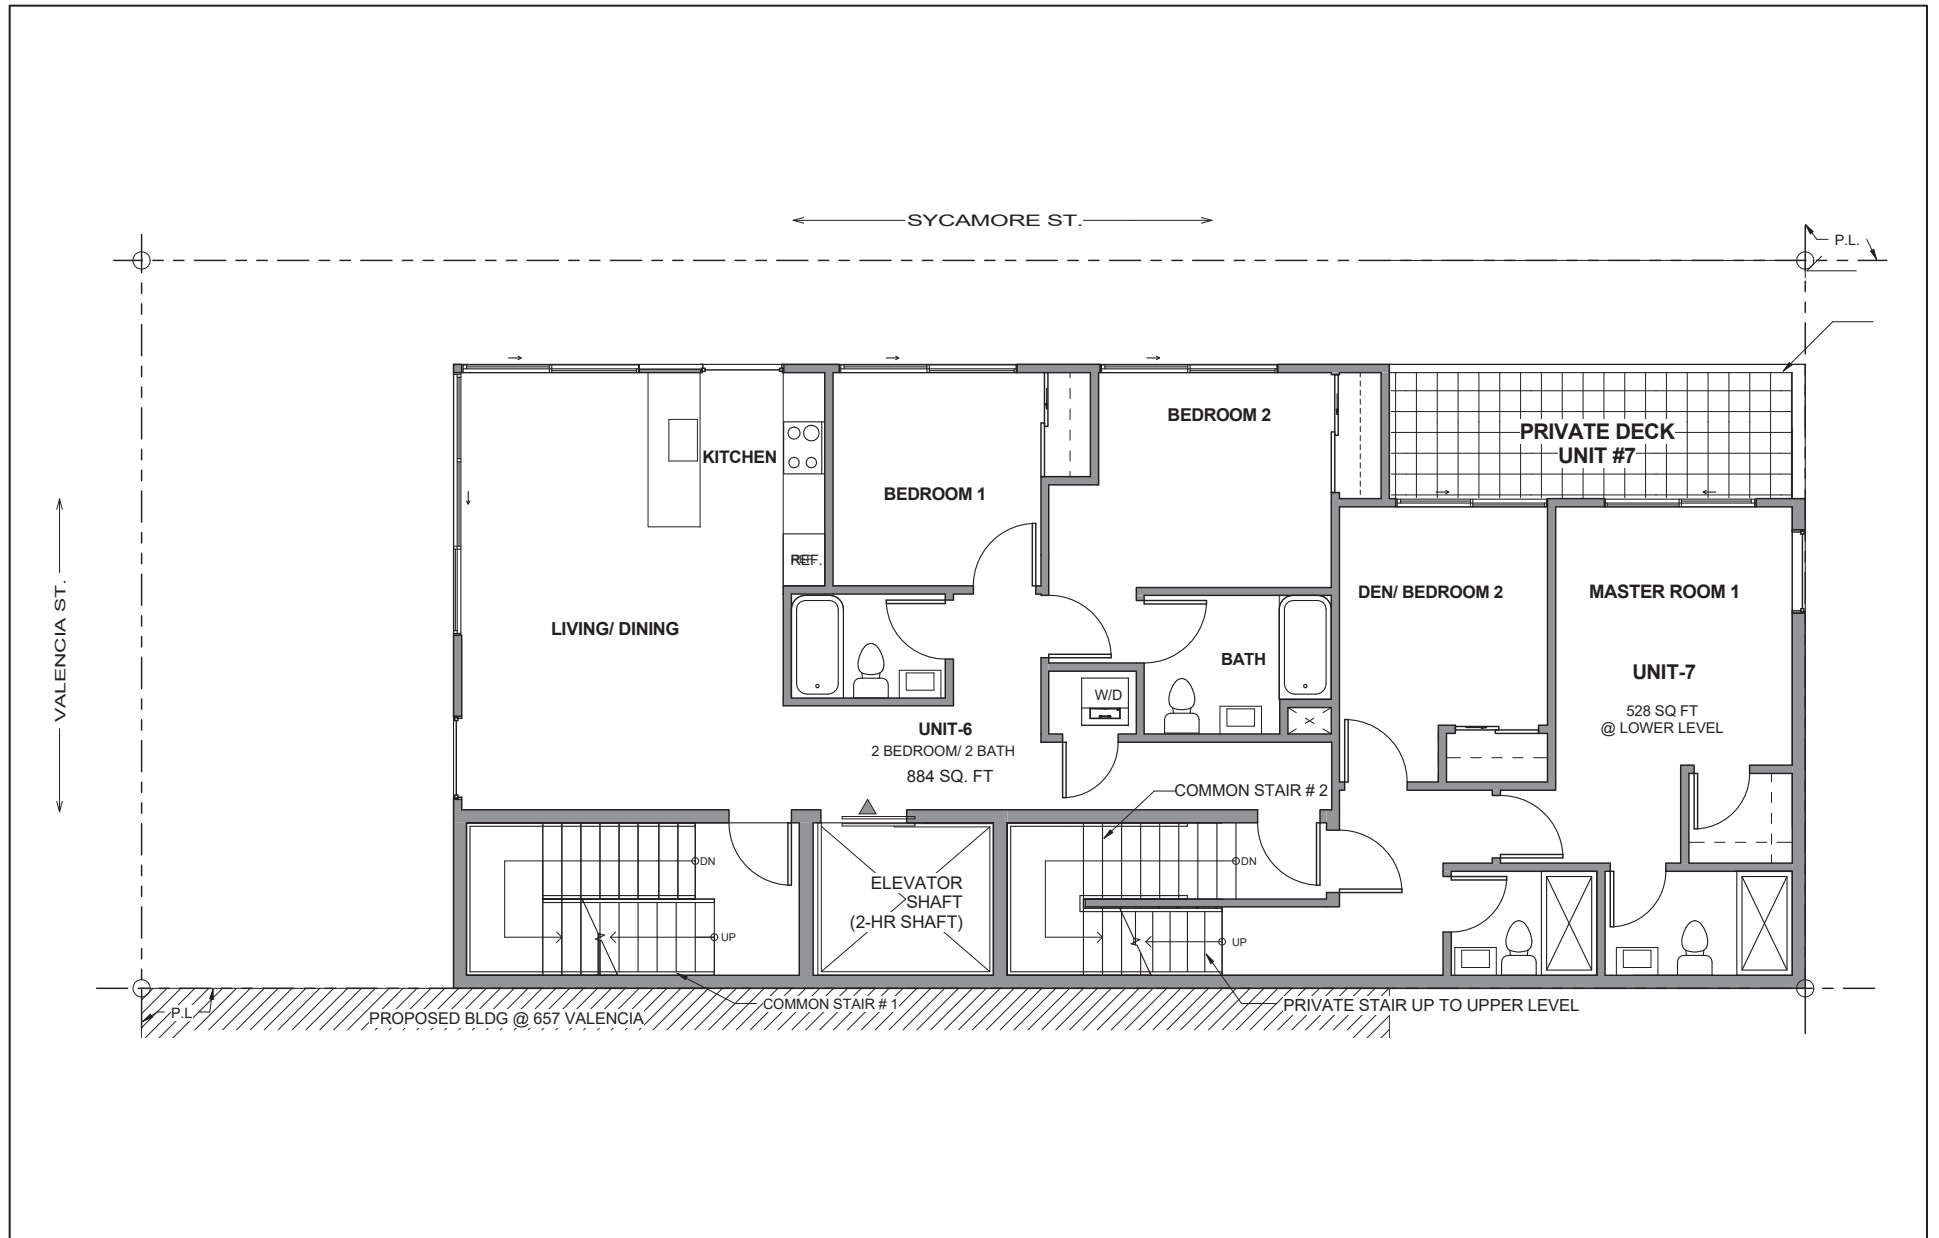 SYCAMORE ST.
P.L.
VALENCIA ST.
KITCHEN
REF.
BEDROOM 1
BEDROOM 2
PRIVATE DECK
UNIT #7
LIVING/ DINING
BATH
W/D
DEN/ BEDROOM 2
MASTER ROOM 1
UNIT-7
528 SQ FT
@ LOWER LEVEL
UNIT-6
2 BEDROOM/ 2 BATH
884 SQ. FT
COMMON STAIR # 2
DN
UP
ELEVATOR
SHAFT
(2-HR SHAFT)
DN
UP
COMMON STAIR # 1
PRIVATE STAIR UP TO UPPER LEVEL
P.L.
PROPOSED BLDG @ 657 VALENCIA